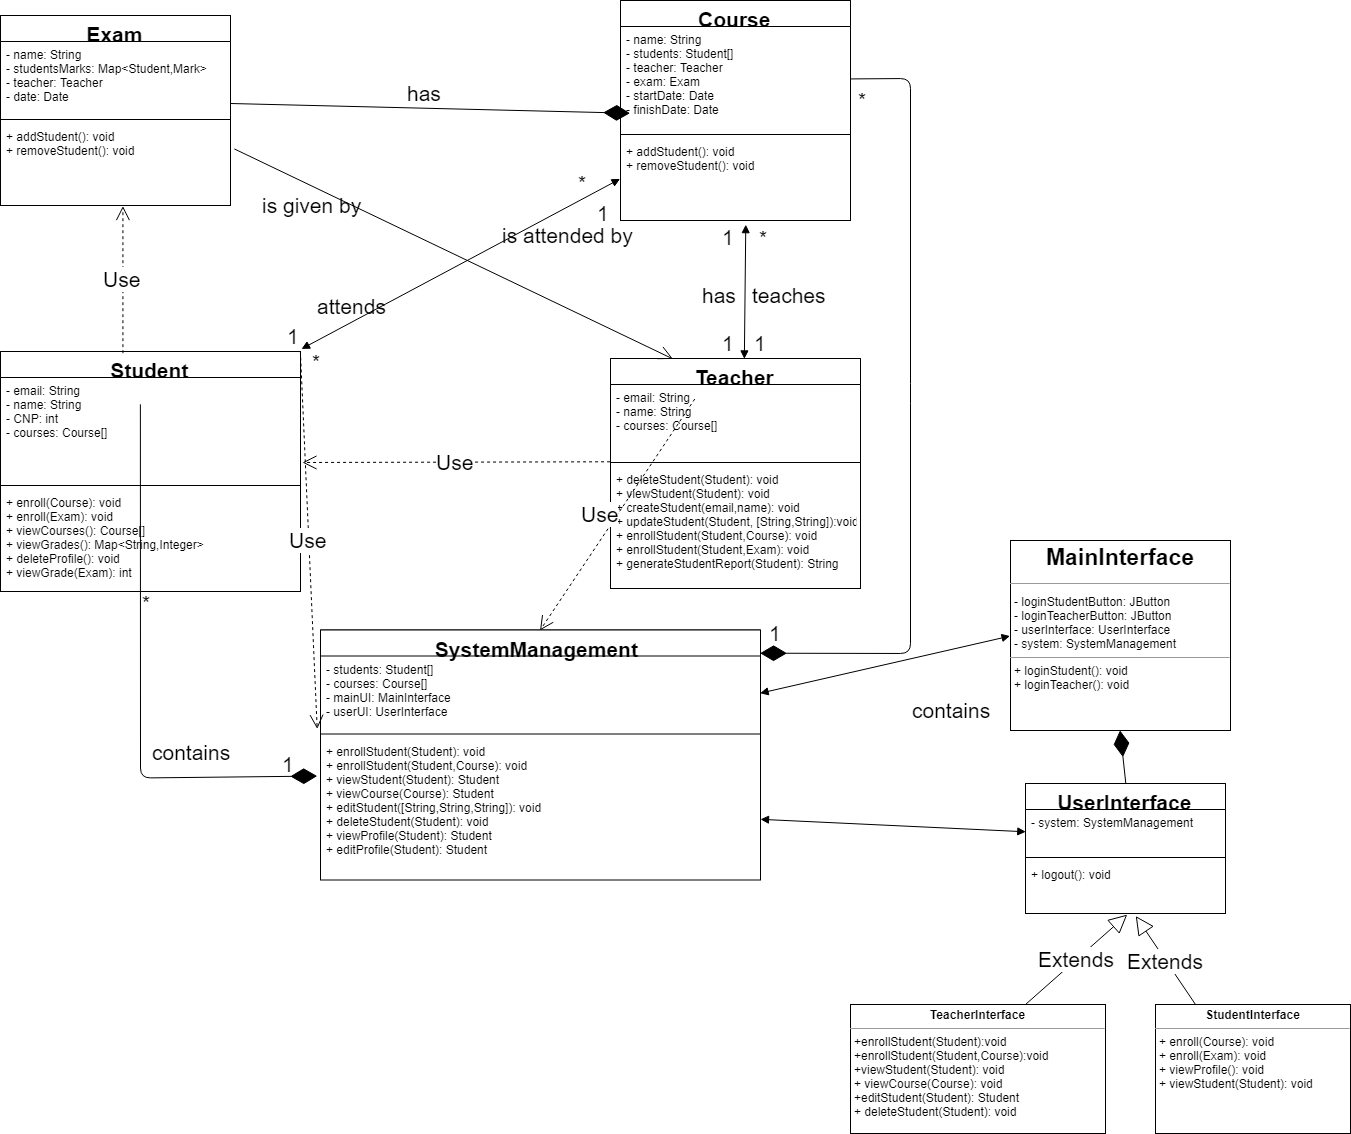 Exam
- name: String
- studentsMarks: Map<Student,Mark>
- teacher: Teacher
- date: Date
+ addStudent(): void
+ removeStudent(): void
has
Course
- name: String
- students: Student[]
- teacher: Teacher
- exam: Exam
- startDate: Date
- finishDate: Date
+ addStudent(): void
+ removeStudent(): void
*
*
1
is given by
is attended by
1
*
Use
has
teaches
attends
1
*
1
1
Student
- email: String
- name: String
- CNP: int
- courses: Course[]
+ enroll(Course): void
+ enroll(Exam): void
+ viewCourses(): Course[]
+ viewGrades(): Map<String,Integer>
+ deleteProfile(): void
+ viewGrade(Exam): int
*
Use
Use
Use
Teacher
- email: String
- name: String
- courses: Course[]
+ deleteStudent(Student): void
+ viewStudent(Student): void
+ createStudent(email,name): void
+ updateStudent(Student, [String,String]):void
+ enrollStudent(Student,Course): void
+ enrollStudent(Student,Exam): void
+ generateStudentReport(Student): String
MainInterface
- loginStudentButton: JButton
- loginTeacherButton: JButton
- userInterface: UserInterface
- system: SystemManagement
+ loginStudent(): void
+ loginTeacher(): void
SystemManagement
- students: Student[]
- courses: Course[]
- mainUI: MainInterface
- userUI: UserInterface
+ enrollStudent(Student): void
+ enrollStudent(Student,Course): void
+ viewStudent(Student): Student
+ viewCourse(Course): Student
+ editStudent([String,String,String]): void
+ deleteStudent(Student): void
+ viewProfile(Student): Student
+ editProfile(Student): Student
1
contains
contains
1
UserInterface
- system: SystemManagement
+ logout(): void
Extends
Extends
TeacherInterface
+enrollStudent(Student):void
+enrollStudent(Student,Course):void
+viewStudent(Student): void
+ viewCourse(Course): void
+editStudent(Student): Student
+ deleteStudent(Student): void
StudentInterface
+ enroll(Course): void
+ enroll(Exam): void
+ viewProfile(): void
+ viewStudent(Student): void